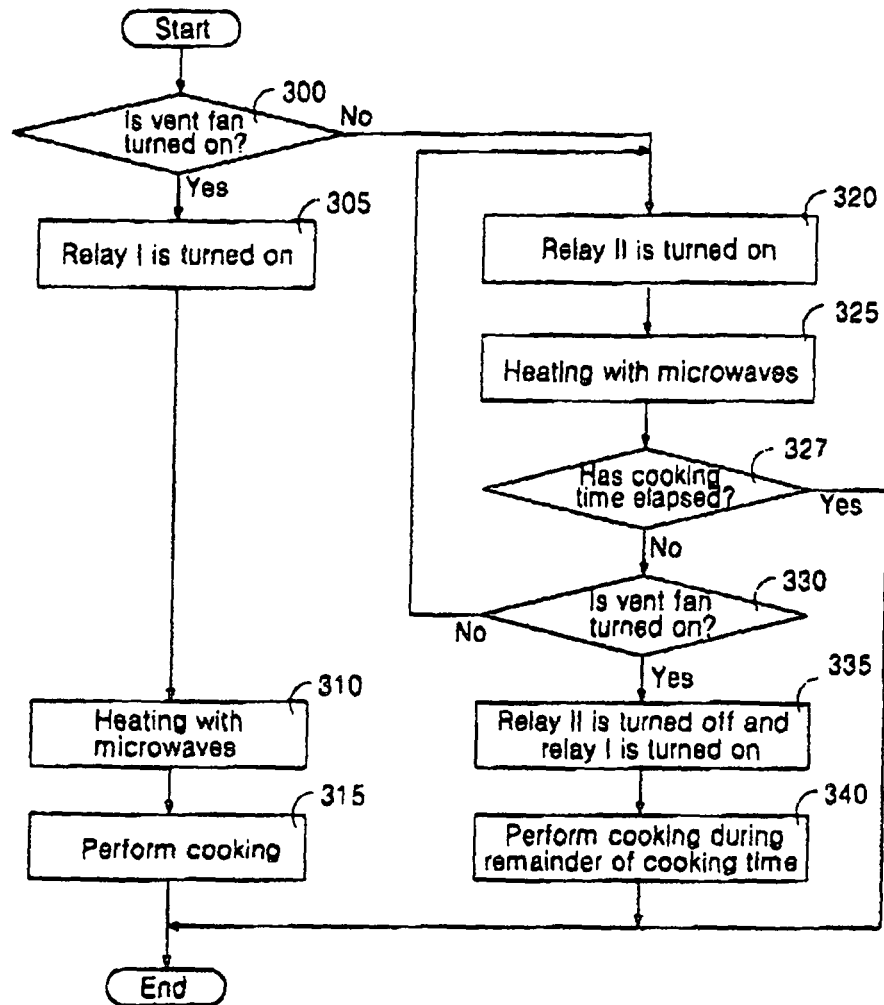 Start
300
Is vent fan
turned on?
No
Yes
305
Relay I is turned on
320
Relay II is turned on
325
Heating with microwaves
327
Has cooking
time elapsed?
Yes
No
330
Is vent fan
turned on?
No
Yes
335
Relay II is turned off and
relay I is turned on
310
Heating with
microwaves
315
Perform cooking
340
Perform cooking during
remainder of cooking time
End